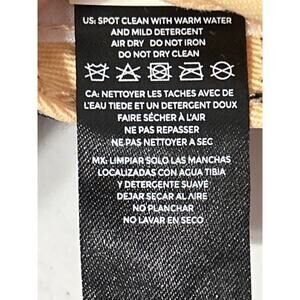 US: SPOT CLEAN WITH WARM WATER
AND MILD DETERGENT
AIR DRY DO NOT IRON
DO NOT DRY CLEAN
CA: NETTOYER LES TACHES AVEC DE
L'EAU TIEDE ET UN DETERGENT DOUX
FAIRE SÉCHER À L'AIR
NE PAS REPASSER
NE PAS NETTOYER A SEC
MX: LIMPIAR SOLO LAS MANCHAS
LOCALIZADAS CON AGUA TIBIA
Y DETERGENTE SUAVE
DEJAR SECAR AL AIRE
NO PLANCHAR
NO LAVAR EN SECO